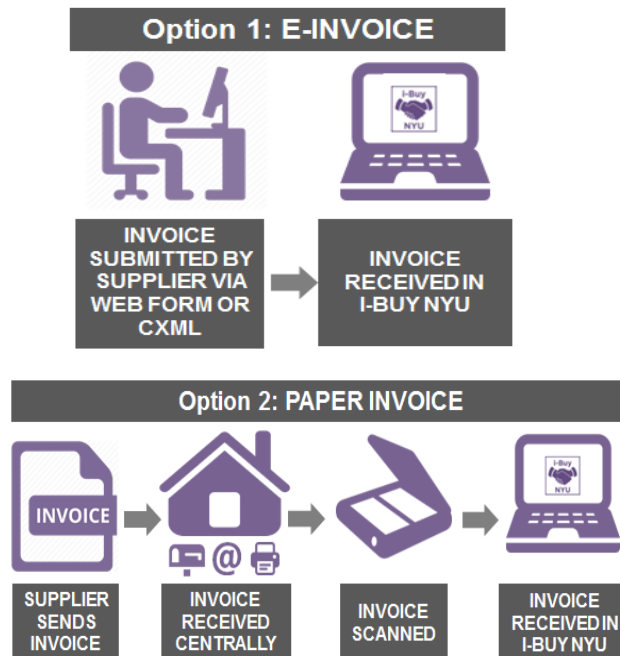 Option 1: E-INVOICE
i-Buy
NYU
INVOICE
SUBMITTED BY
SUPPLIER VIA
WEB FORM OR
CXML
INVOICE
RECEIVED IN
I-BUY NYU
Option 2: PAPER INVOICE
INVOICE
@
i-Buy
NYU
SUPPLIER
SENDS
INVOICE
INVOICE
RECEIVED
CENTRALLY
INVOICE
SCANNED
INVOICE
RECEIVED IN
I-BUY NYU